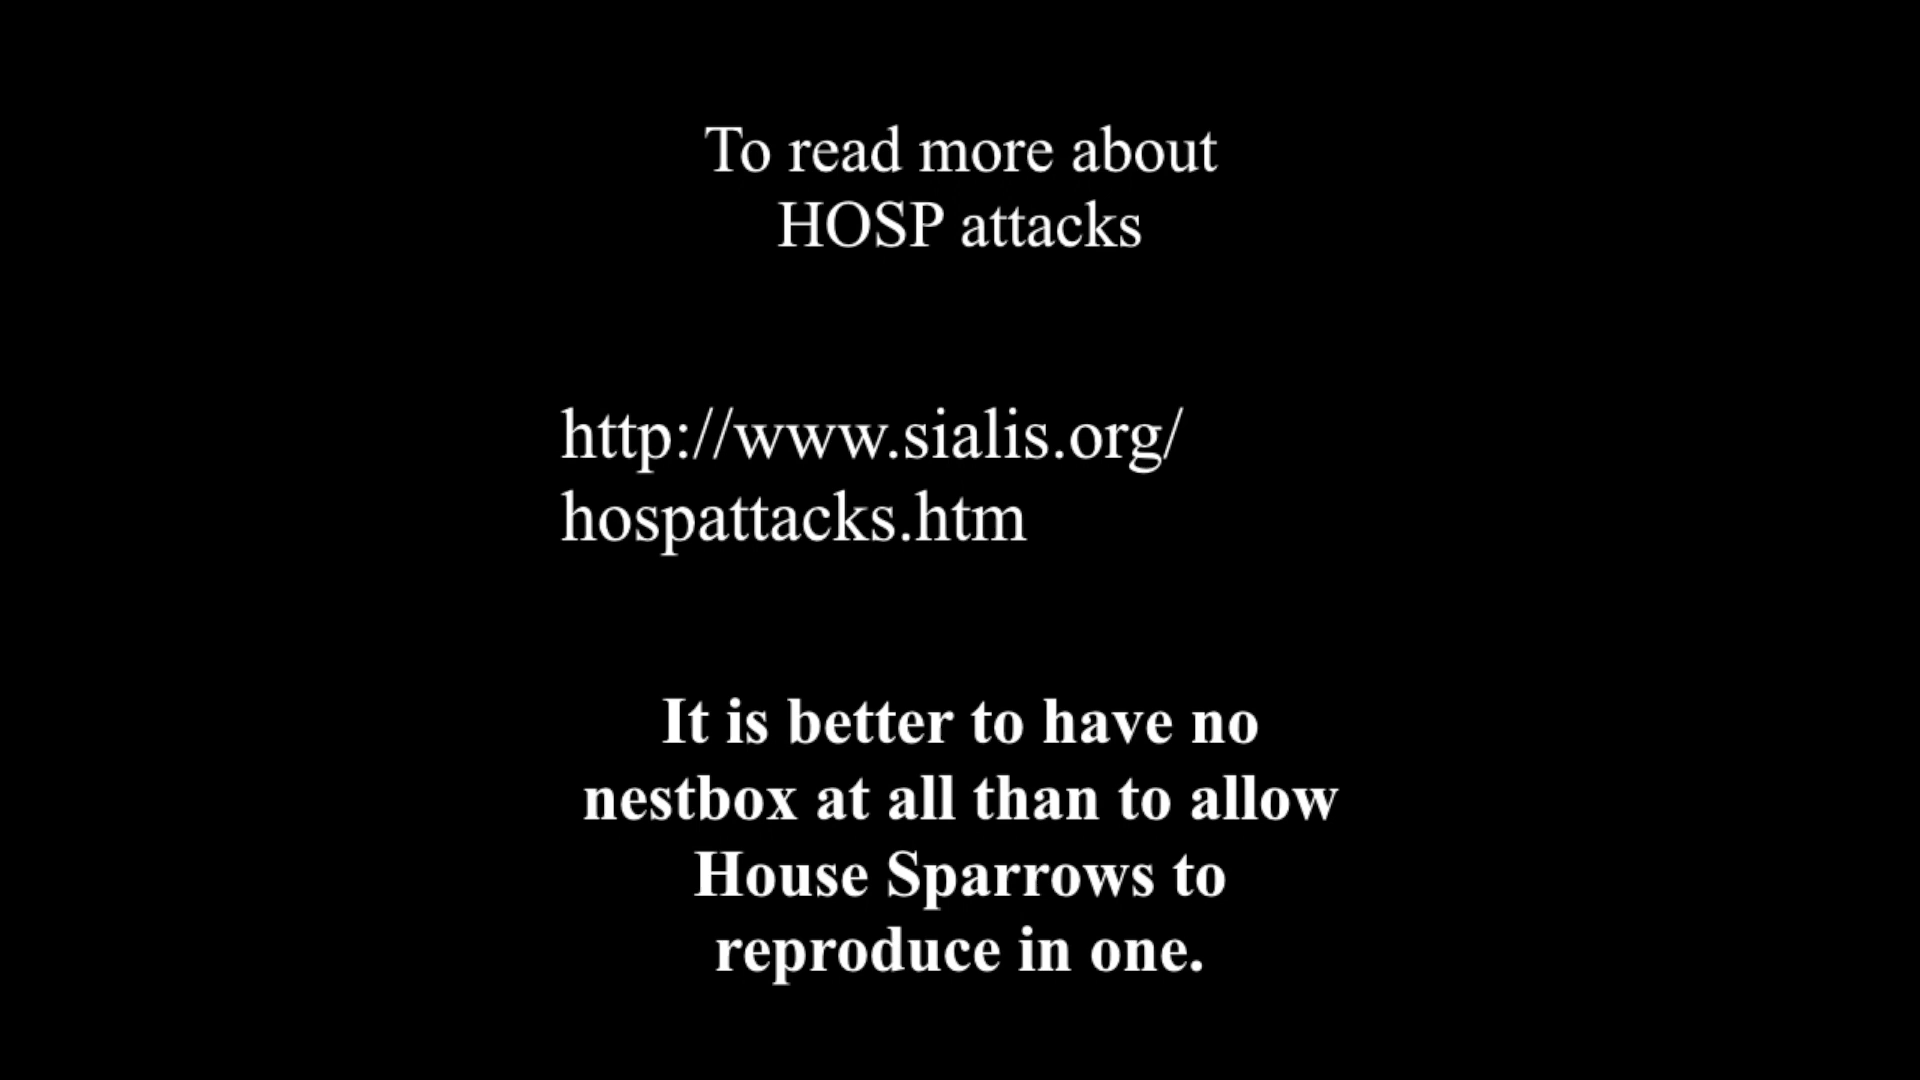 To read more about
HOSP attacks
http://www.sialis.org/
hospattacks.htm
It is better to have no
nestbox at all than to allow
House Sparrows to
reproduce in one.